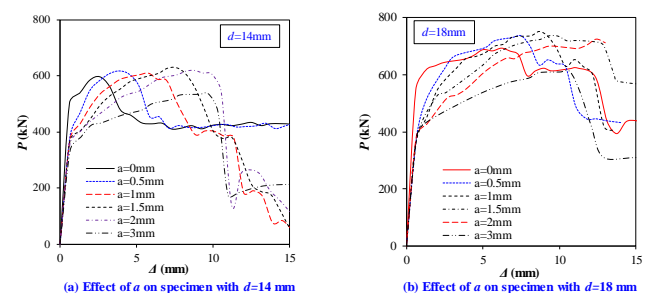 d=14mm
800
600
400
200
0
P (kN)
a=0mm
a=0.5mm
a=1mm
a=1.5mm
a=2mm
a=3mm
0 5 10 15
Δ (mm)
(a) Effect of a on specimen with d=14 mm
d=18mm
800
600
400
200
0
P (kN)
a=0mm
a=0.5mm
a=1mm
a=1.5mm
a=2mm
a=3mm
0 5 10 15
Δ (mm)
(b) Effect of a on specimen with d=18 mm